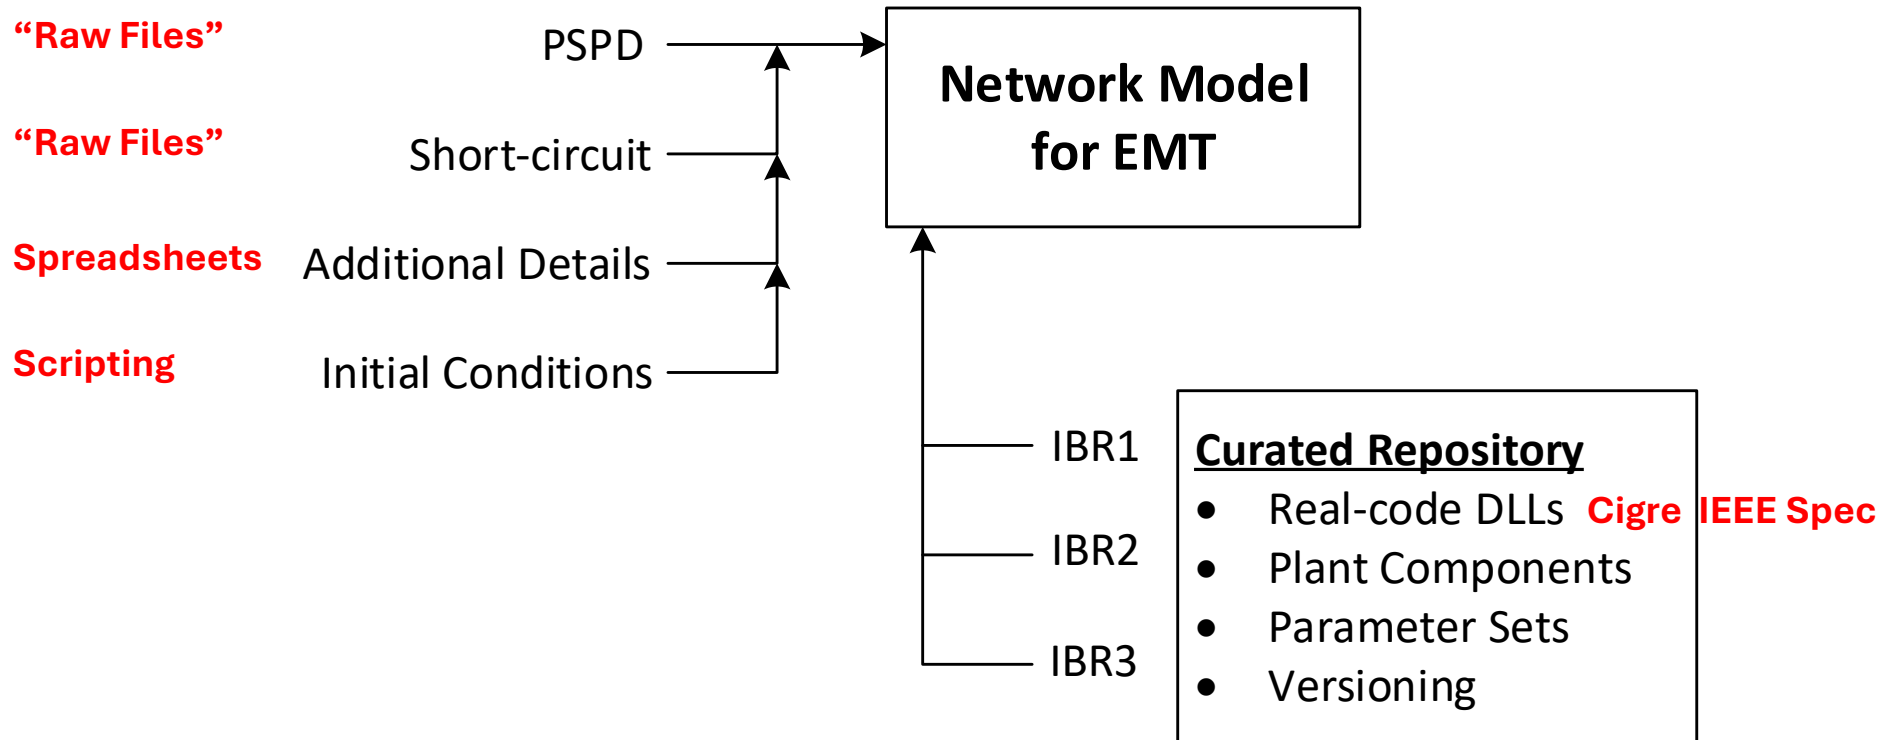 “Raw Files” PSPD
“Raw Files” Short-circuit
Spreadsheets Additional Details
Scripting Initial Conditions
Network Model
for EMT
IBR1
IBR2
IBR3
Curated Repository
• Real-code DLLs Cigre IEEE Spec
• Plant Components
• Parameter Sets
• Versioning